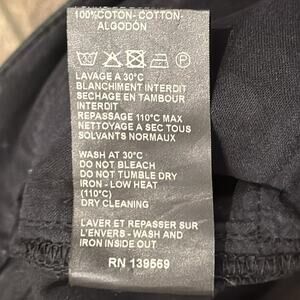 100%COTON- COTTON-
ALGODÓN
LAVAGE A 30°C
BLANCHIMENT INTERDIT
SECHAGE EN TAMBOUR
INTERDIT
REPASSAGE 110°C MAX
NETTOYAGE A SEC TOUS
SOLVANTS NORMAUX
WASH AT 30°C
DO NOT BLEACH
DO NOT TUMBLE DRY
IRON - LOW HEAT
(110°C)
DRY CLEANING
LAVER ET REPASSER SUR
L'ENVERS - WASH AND
IRON INSIDE OUT
RN 139569